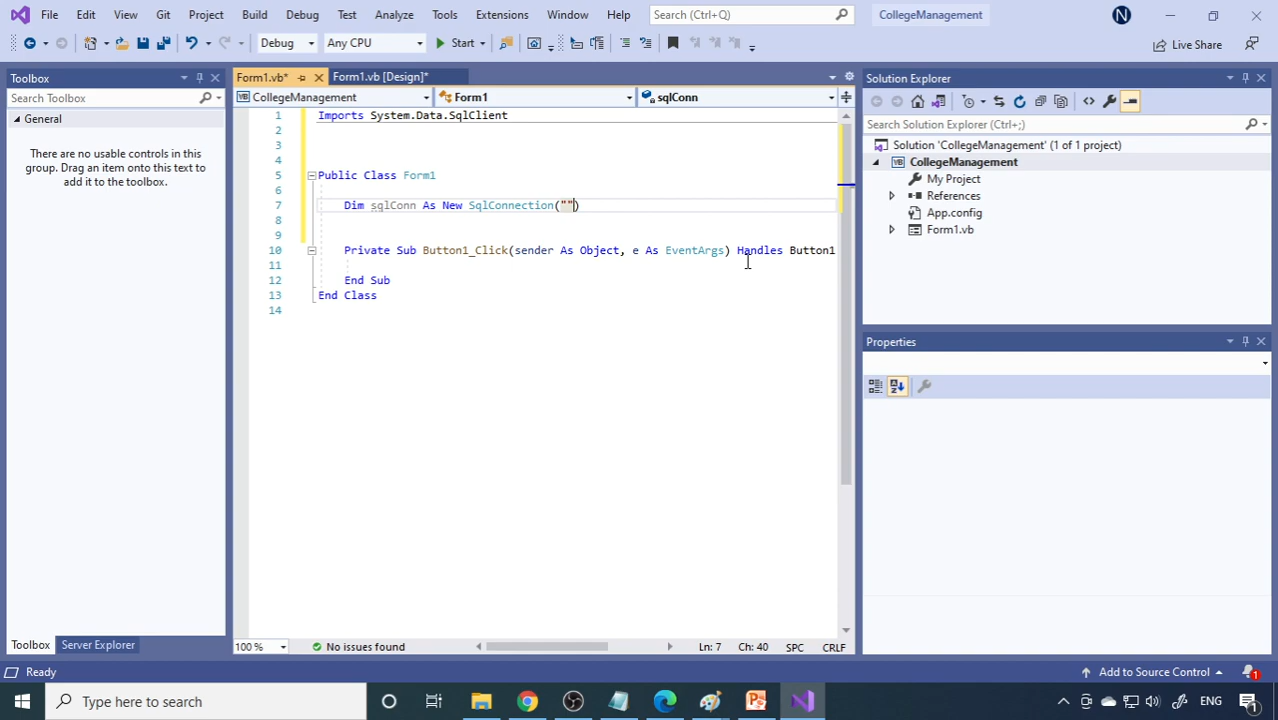 File Edit View Git Project Build Debug Test Analyze Tools Extensions Window Help Search (Ctrl+Q) CollegeManagement N
Debug Any CPU Start Live Share
Toolbox
Search Toolbox
General
There are no usable controls in this
group. Drag an item onto this text to
add it to the toolbox.
Toolbox Server Explorer
Form1.vb* Form1.vb [Design]*
CollegeManagement Form1 sqlConn
1 Imports System.Data.SqlClient
2
3
4
5 Public Class Form1
6
7 Dim sqlConn As New SqlConnection("")
8
9
10 Private Sub Button1_Click(sender As Object, e As EventArgs) Handles Button1
11
12 End Sub
13 End Class
14
100 % No issues found Ln: 7 Ch: 40 SPC CRLF
Solution Explorer
Search Solution Explorer (Ctrl+;)
Solution 'CollegeManagement' (1 of 1 project)
CollegeManagement
My Project
References
App.config
Form1.vb
Properties
Ready Add to Source Control 1
Type here to search ENG 1